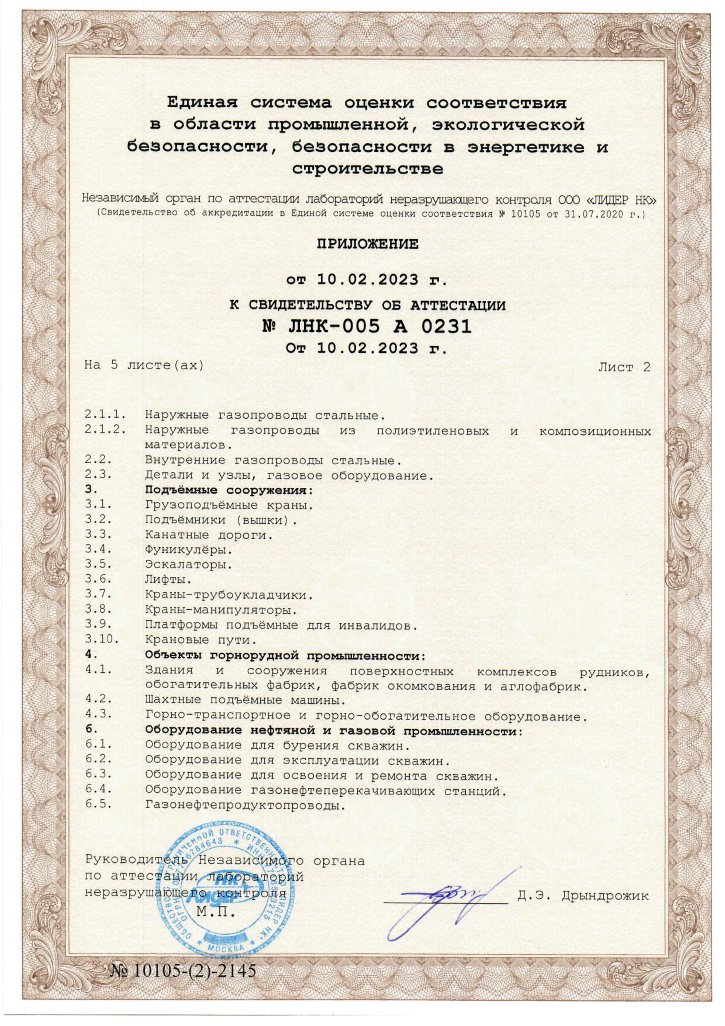 Единая система оценки соответствия
в области промышленной, экологической
безопасности, безопасности в энергетике и
строительстве
Независимый орган по аттестации лабораторий неразрушающего контроля ООО «ЛИДЕР НК»
(Свидетельство об аккредитации в Единой системе оценки соответствия № 10105 от 31.07.2020 г.)
ПРИЛОЖЕНИЕ
от 10.02.2023 г.
К СВИДЕТЕЛЬСТВУ ОБ АТТЕСТАЦИИ
№ ЛНК-005 А 0231
От 10.02.2023 г.
На 5 листе(ах) Лист 2
2.1.1. Наружные газопроводы стальные.
2.1.2. Наружные газопроводы из полиэтиленовых и композиционных
материалов.
2.2. Внутренние газопроводы стальные.
2.3. Детали и узлы, газовое оборудование.
3. Подъёмные сооружения:
3.1. Грузоподъёмные краны.
3.2. Подъёмники (вышки).
3.3. Канатные дороги.
3.4. Фуникулёры.
3.5. Эскалаторы.
3.6. Лифты.
3.7. Краны-трубоукладчики.
3.8. Краны-манипуляторы.
3.9. Платформы подъёмные для инвалидов.
3.10. Крановые пути.
4. Объекты горнорудной промышленности:
4.1. Здания и сооружения поверхностных комплексов рудников,
обогатительных фабрик, фабрик окомкования и аглофабрик.
4.2. Шахтные подъёмные машины.
4.3. Горно-транспортное и горно-обогатительное оборудование.
6. Оборудование нефтяной и газовой промышленности:
6.1. Оборудование для бурения скважин.
6.2. Оборудование для эксплуатации скважин.
6.3. Оборудование для освоения и ремонта скважин.
6.4. Оборудование газонефтеперекачивающих станций.
6.5. Газонефтепродуктопроводы.
Руководитель Независимого органа
по аттестации лабораторий
неразрушающего контроля Д.Э. Дрындрожик
М.П.
НК
Лидер
МОСКВА
№ 10105-(2)-2145